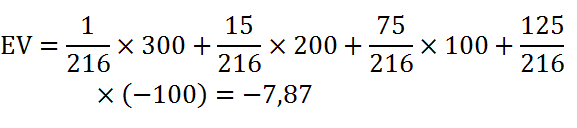 EV = 1/216 × 300 + 15/216 × 200 + 75/216 × 100 + 125/216
× (−100) = −7,87